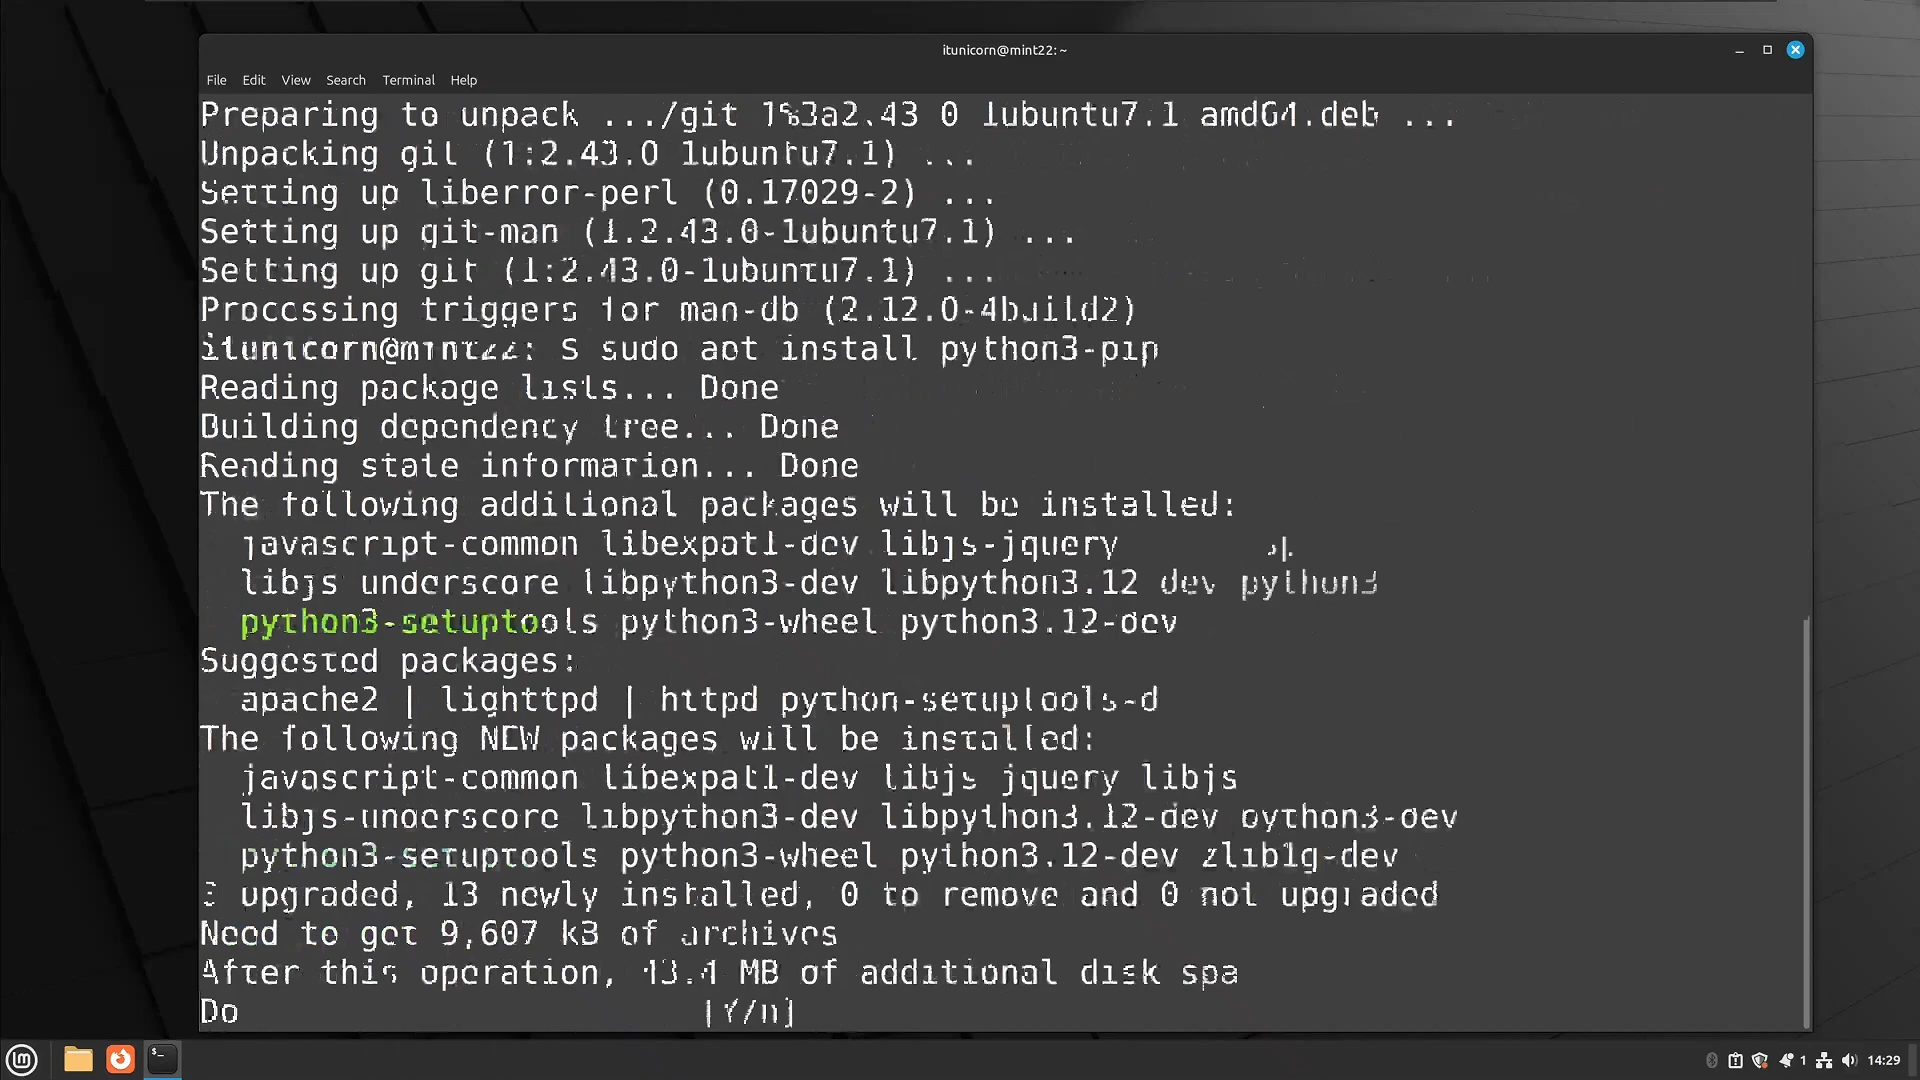 itunicorn@mint22:~
File Edit View Search Terminal Help
Preparing to unpack .../git 1%3a2.43 0 1ubuntu7.1 amd64.deb ...
Unpacking git (1:2.43.0 1ubuntu7.1) ...
Setting up liberror-perl (0.17029-2) ...
Setting up git-man (1.2.43.0-1ubuntu7.1) ...
Setting up git (1:2.43.0-1ubuntu7.1) ...
Processing triggers for man-db (2.12.0-4build2)
itunicorn@mint22: $ sudo apt install python3-pip
Reading package lists... Done
Building dependency tree... Done
Reading state information... Done
The following additional packages will be installed:
javascript-common libexpat1-dev libjs-jquery
libjs underscore libpython3-dev libpython3.12 dev python3
python3-setuptools python3-wheel python3.12-dev
Suggested packages:
apache2 | lighttpd | httpd python-setuptools-d
The following NEW packages will be installed:
javascript-common libexpat1-dev libjs jquery libjs
libjs-underscore libpython3-dev libpython3.12-dev python3-dev
python3-setuptools python3-wheel python3.12-dev zlib1g-dev
upgraded, 13 newly installed, 0 to remove and 0 not upgraded
Need to get 9,607 kB of archives
After this operation, MB of additional disk spa
Do [Y/n]
1 14:29